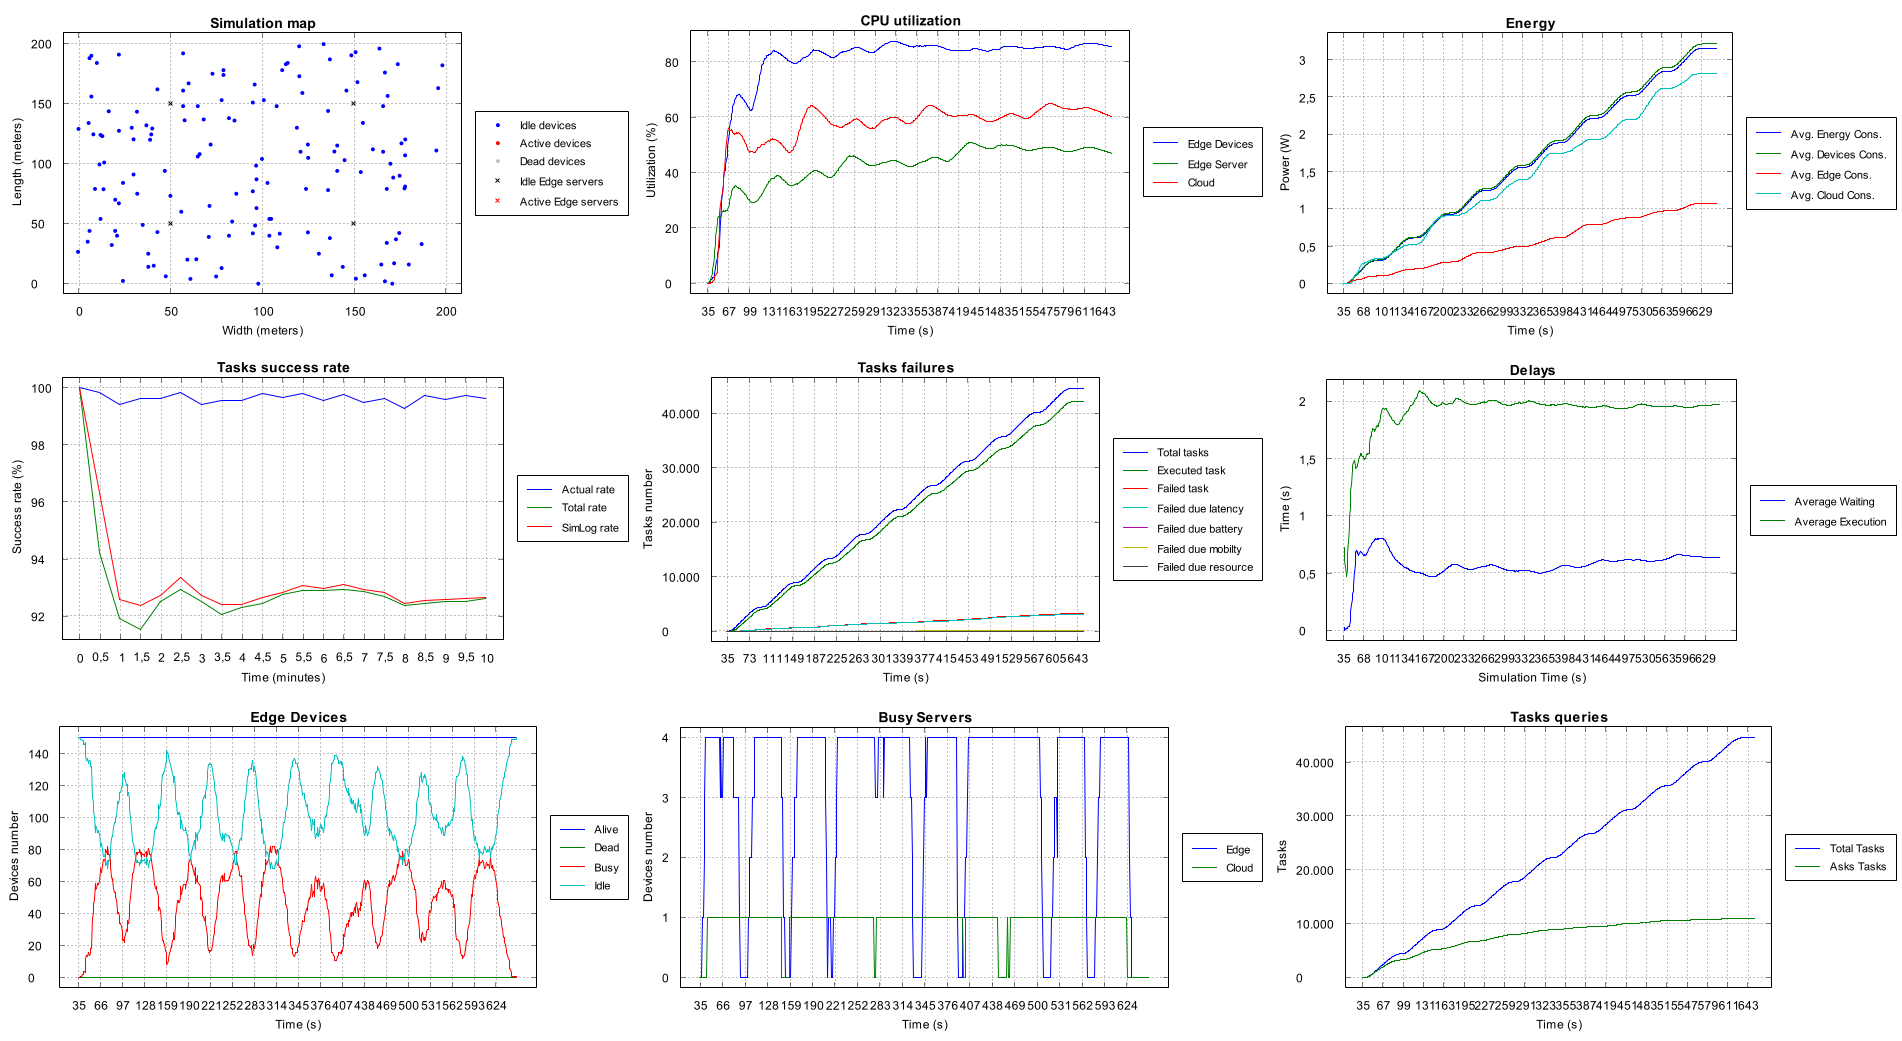 Simulation map
200
150
100
50
0
0 50 100 150 200
Length (meters)
Width (meters)
Idle devices
Active devices
Dead devices
Idle Edge servers
Active Edge servers
CPU utilization
80
60
40
20
0
Utilization (%)
Time (s)
Edge Devices
Edge Server
Cloud
Energy
3
2,5
2
1,5
1
0,5
0
Power (W)
Time (s)
Avg. Energy Cons.
Avg. Devices Cons.
Avg. Edge Cons.
Avg. Cloud Cons.
Tasks success rate
100
98
96
94
92
0 0,5 1 1,5 2 2,5 3 3,5 4 4,5 5 5,5 6 6,5 7 7,5 8 8,5 9 9,5 10
Success rate (%)
Time (minutes)
Actual rate
Total rate
SimLog rate
Tasks failures
40.000
30.000
20.000
10.000
0
Tasks number
Time (s)
Total tasks
Executed task
Failed task
Failed due latency
Failed due battery
Failed due mobilty
Failed due resource
Delays
2
1,5
1
0,5
0
Time (s)
Simulation Time (s)
Average Waiting
Average Execution
Edge Devices
140
120
100
80
60
40
20
0
Devices number
Time (s)
Alive
Dead
Busy
Idle
Busy Servers
4
3
2
1
0
Devices number
Time (s)
Edge
Cloud
Tasks queries
40.000
30.000
20.000
10.000
0
Tasks
Time (s)
Total Tasks
Asks Tasks